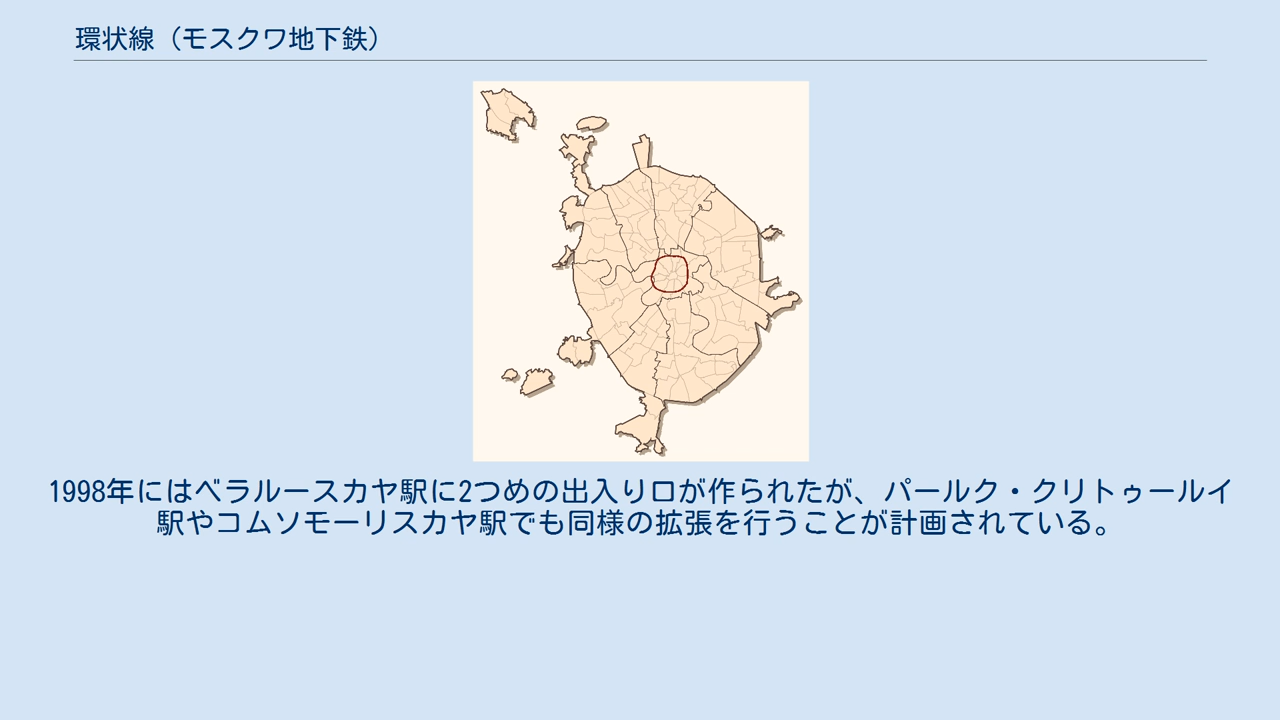 環状線（モスクワ地下鉄）
1998年にはベラルースカヤ駅に2つめの出入り口が作られたが、パールク・クリトゥールイ
駅やコムソモーリスカヤ駅でも同様の拡張を行うことが計画されている。